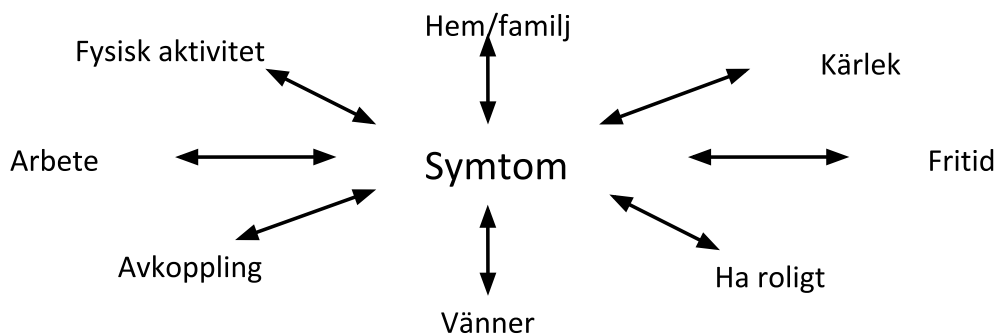 Hem/familj
Fysisk aktivitet
Kärlek
Arbete
Symtom
Fritid
Avkoppling
Ha roligt
Vänner